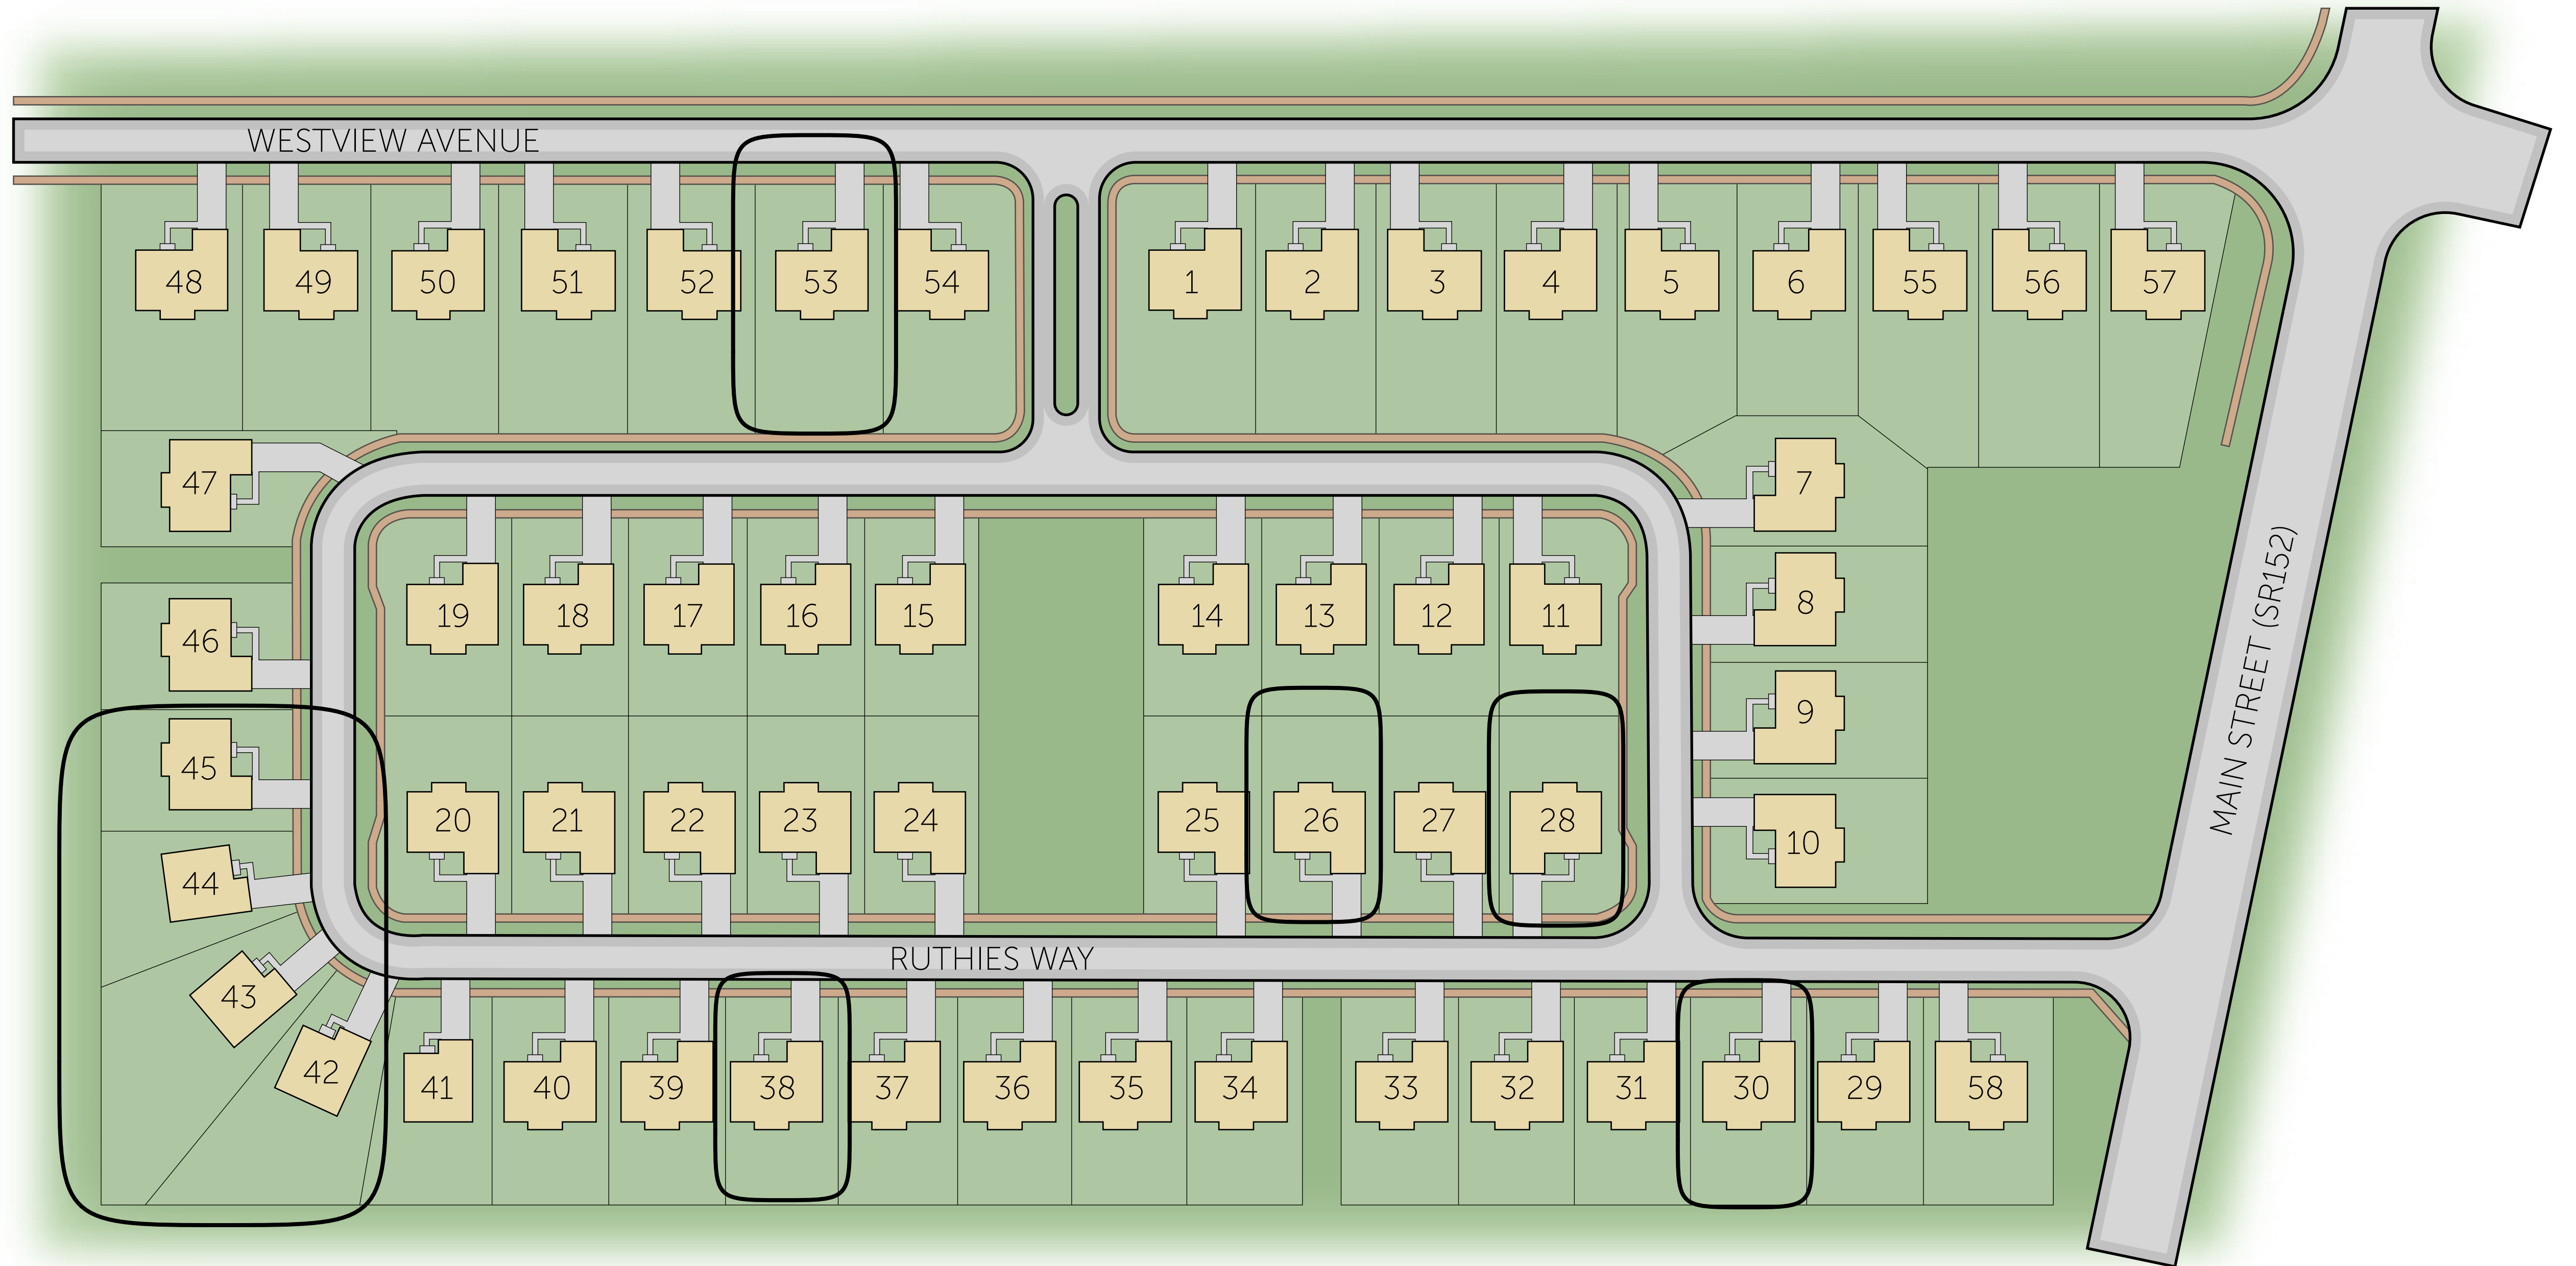 WESTVIEW AVENUE
48 49 50 51 52 53 54 1 2 3 4 5 6 55 56 57
47 7
19 18 17 16 15 14 13 12 11 8
46
45 9
20 21 22 23 24 25 26 27 28 10
44
MAIN STREET (SR152)
RUTHIES WAY
43
42 41 40 39 38 37 36 35 34 33 32 31 30 29 58